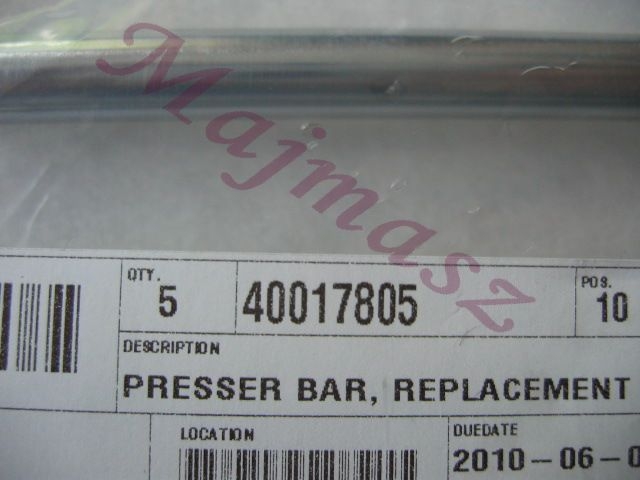 Majmasz
QTY. POS.
5 40017805 10
DESCRIPTION
PRESSER BAR, REPLACEMENT
LOCATION DUEDATE
2010-06-0